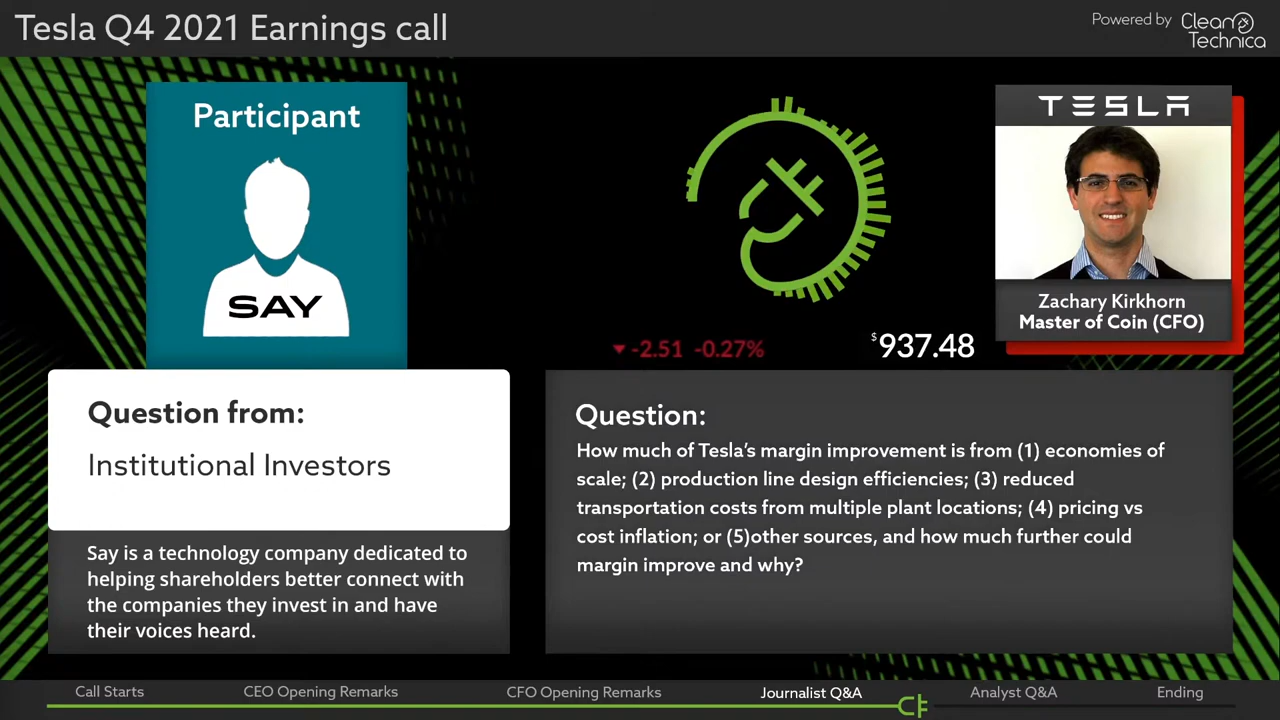 Tesla Q4 2021 Earnings call
Powered by
Clean
Technica
Participant
SAY
TESLA
Zachary Kirkhorn
Master of Coin (CFO)
-2.51 -0.27%
$937.48
Question from:
Institutional Investors
Say is a technology company dedicated to
helping shareholders better connect with
the companies they invest in and have
their voices heard.
Question:
How much of Tesla's margin improvement is from (1) economies of
scale; (2) production line design efficiencies; (3) reduced
transportation costs from multiple plant locations; (4) pricing vs
cost inflation; or (5)other sources, and how much further could
margin improve and why?
Call Starts
CEO Opening Remarks
CFO Opening Remarks
Journalist Q&A
Analyst Q&A
Ending